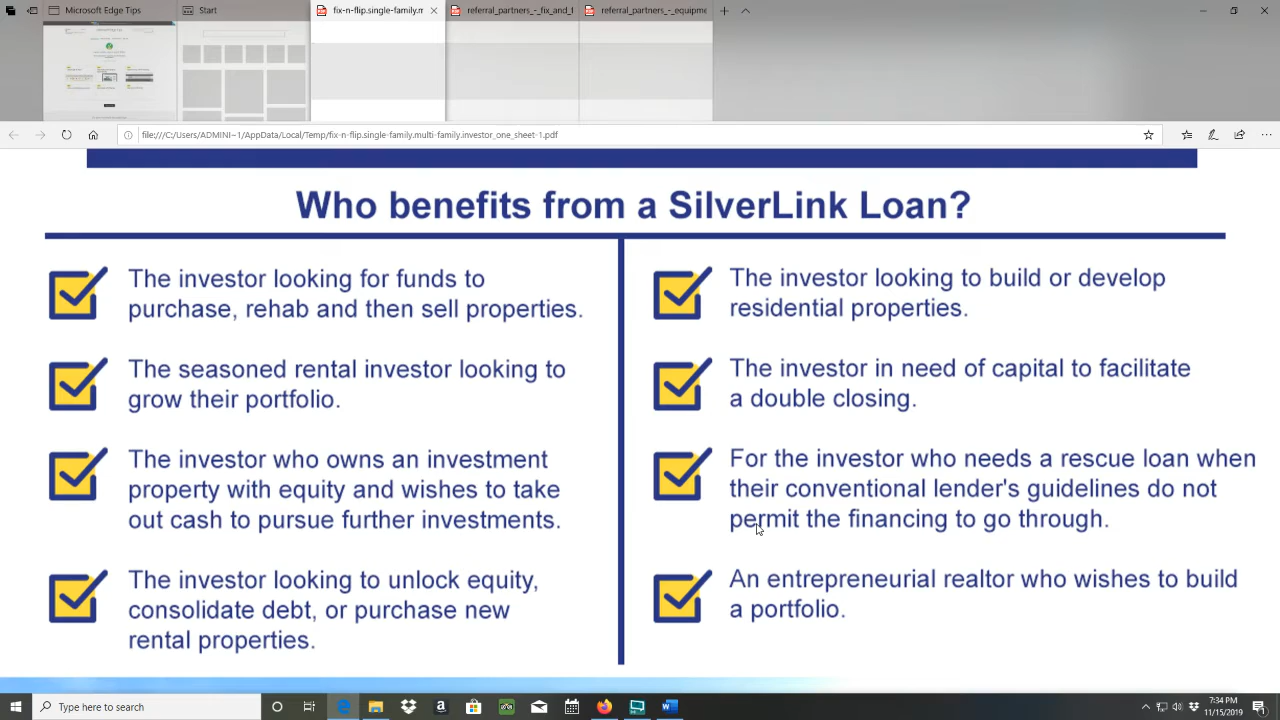 Microsoft Edge Tips
Start
fix-n-flip.single-family.m
referral_partners_-_fix_and_f
referral_partners_-_equipme
file:///C:/Users/ADMINI~1/AppData/Local/Temp/fix-n-flip.single-family.multi-family.investor_one_sheet-1.pdf
Who benefits from a SilverLink Loan?
The investor looking for funds to
purchase, rehab and then sell properties.
The seasoned rental investor looking to
grow their portfolio.
The investor who owns an investment
property with equity and wishes to take
out cash to pursue further investments.
The investor looking to unlock equity,
consolidate debt, or purchase new
rental properties.
The investor looking to build or develop
residential properties.
The investor in need of capital to facilitate
a double closing.
For the investor who needs a rescue loan when
their conventional lender's guidelines do not
permit the financing to go through.
An entrepreneurial realtor who wishes to build
a portfolio.
Type here to search
7:34 PM
11/15/2019